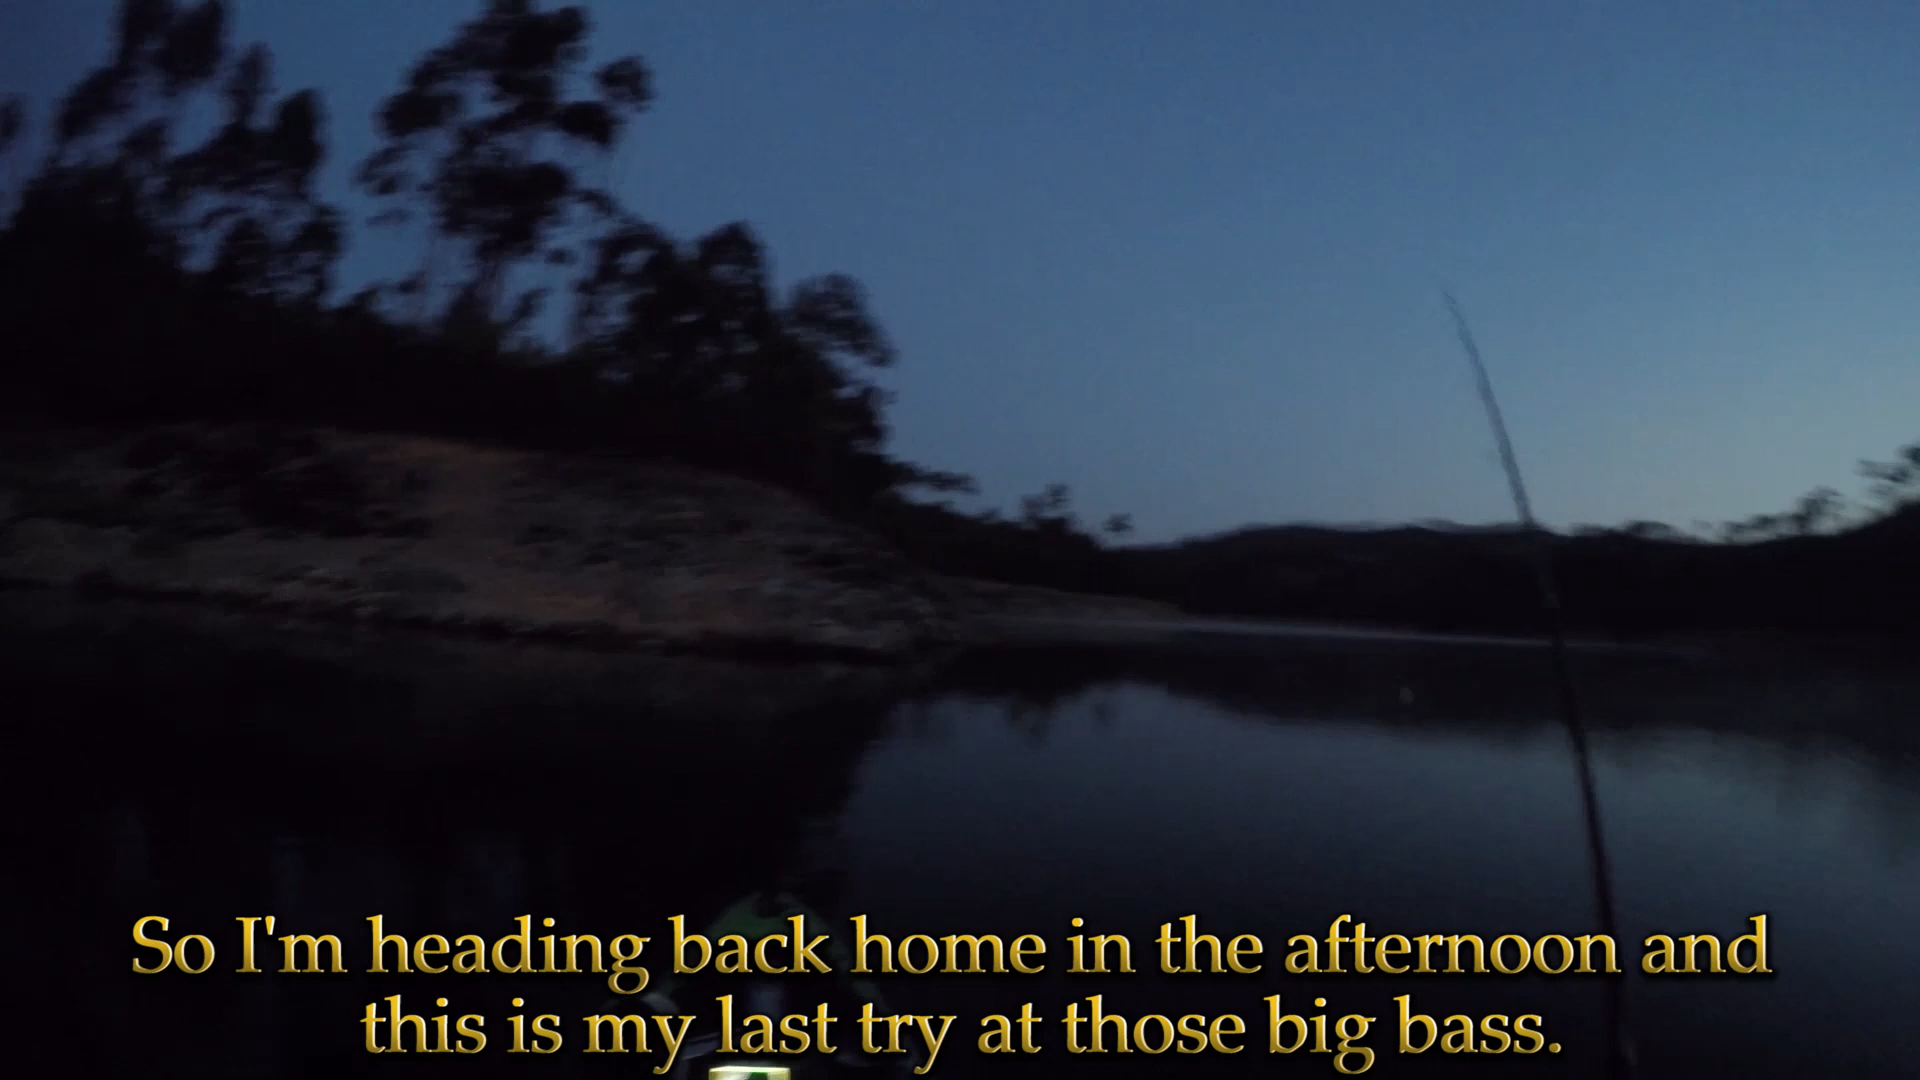 So I'm heading back home in the afternoon and
this is my last try at those big bass.